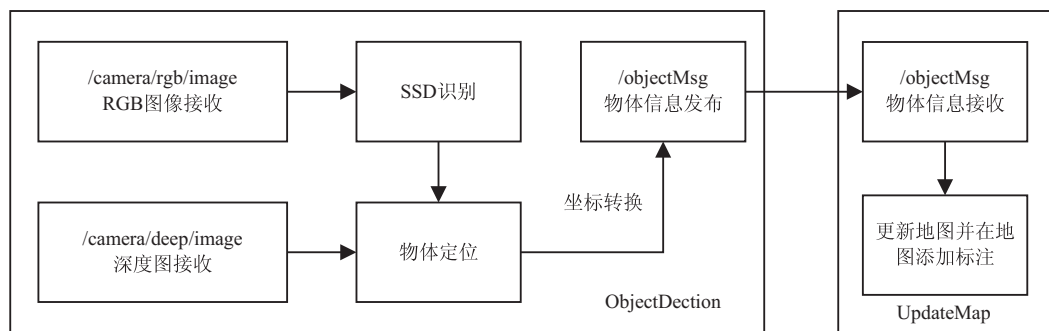 /camera/rgb/image
RGB图像接收
SSD识别
/objectMsg
物体信息发布
/objectMsg
物体信息接收
坐标转换
/camera/deep/image
深度图接收
物体定位
更新地图并在地
图添加标注
ObjectDection
UpdateMap